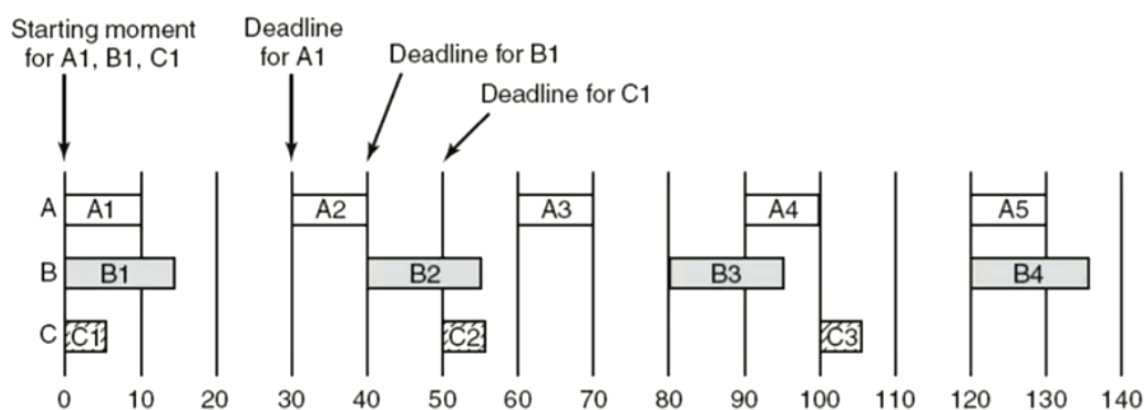 Starting moment
for A1, B1, C1
Deadline
for A1
Deadline for B1
Deadline for C1
A A1 A2 A3 A4 A5
B B1 B2 B3 B4
C C1 C2 C3
0 10 20 30 40 50 60 70 80 90 100 110 120 130 140